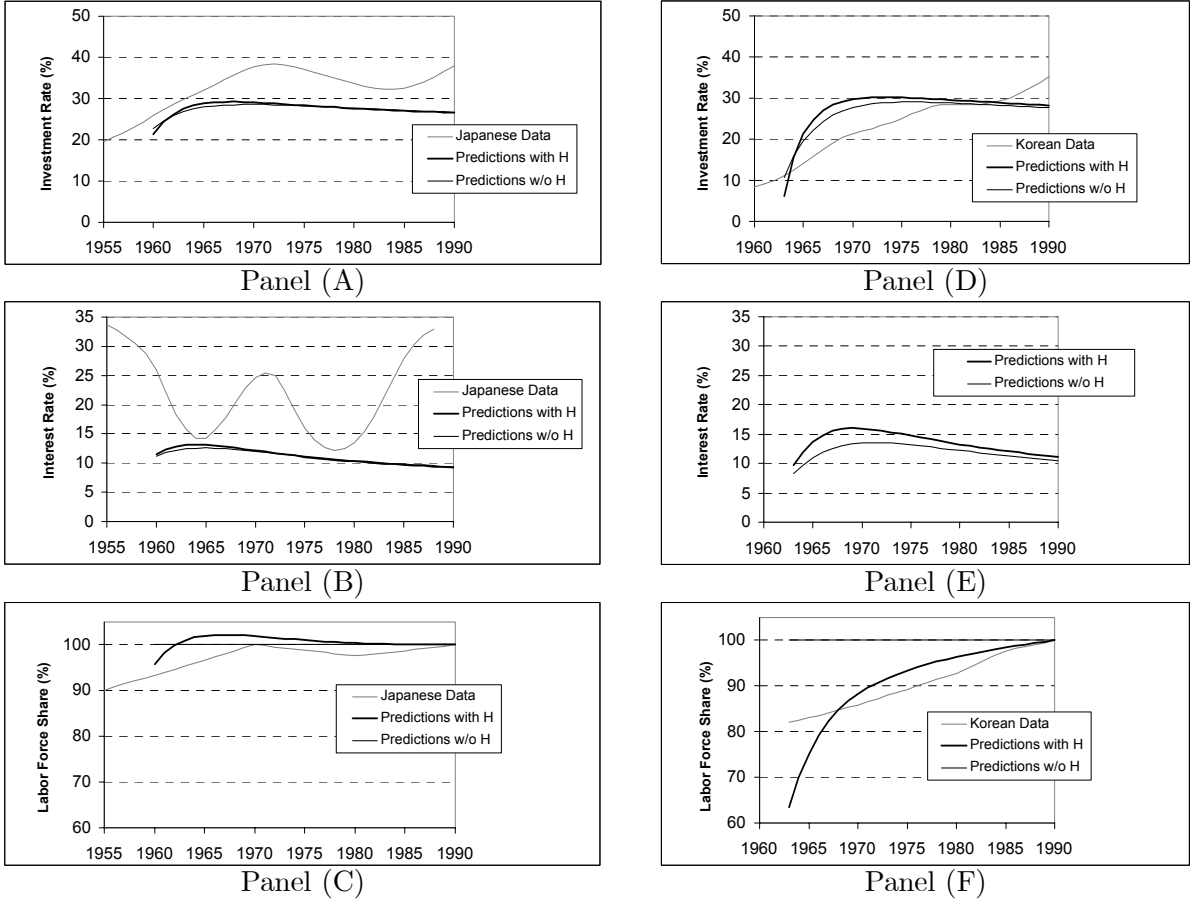 50
40
30
20
10
0
Investment Rate (%)
1955 1960 1965 1970 1975 1980 1985 1990
Japanese Data
Predictions with H
Predictions w/o H
Panel (A)
50
40
30
20
10
0
Investment Rate (%)
1960 1965 1970 1975 1980 1985 1990
Korean Data
Predictions with H
Predictions w/o H
Panel (D)
35
30
25
20
15
10
5
0
Interest Rate (%)
1955 1960 1965 1970 1975 1980 1985 1990
Japanese Data
Predictions with H
Predictions w/o H
Panel (B)
35
30
25
20
15
10
5
0
Interest Rate (%)
1960 1965 1970 1975 1980 1985 1990
Predictions with H
Predictions w/o H
Panel (E)
100
90
80
70
60
Labor Force Share (%)
1955 1960 1965 1970 1975 1980 1985 1990
Japanese Data
Predictions with H
Predictions w/o H
Panel (C)
100
90
80
70
60
Labor Force Share (%)
1960 1965 1970 1975 1980 1985 1990
Korean Data
Predictions with H
Predictions w/o H
Panel (F)